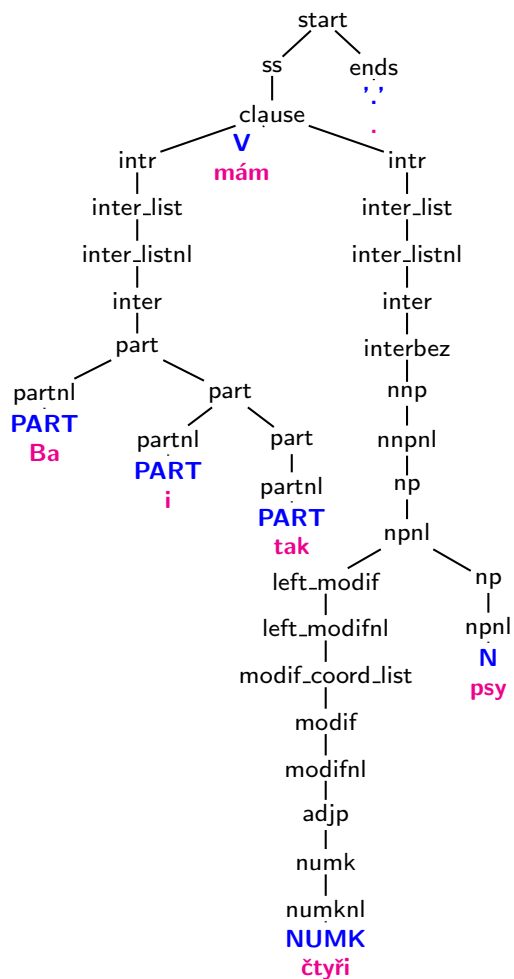 start
ss ends
'.'
clause .
V
intr mám intr
inter_list inter_list
inter_listnl inter_listnl
inter inter
part interbez
partnl part nnp
PART
Ba partnl part nnpnl
PART
i partnl np
PART
tak npnl
left_modif np
left_modifnl npnl
N
modif_coord_list psy
modif
modifnl
adjp
numk
numknl
NUMK
čtyři